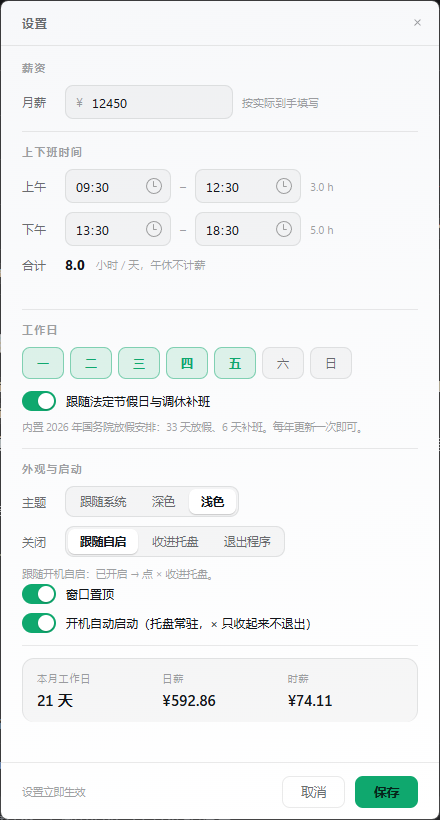 设置 ×
薪资
月薪 ¥ 12450 按实际到手填写
上下班时间
上午 09:30 – 12:30 3.0 h
下午 13:30 – 18:30 5.0 h
合计 8.0 小时 / 天，午休不计薪
工作日
一 二 三 四 五 六 日
跟随法定节假日与调休补班
内置 2026 年国务院放假安排：33 天放假、6 天补班。每年更新一次即可。
外观与启动
主题 跟随系统 深色 浅色
关闭 跟随自启 收进托盘 退出程序
跟随开机自启：已开启 → 点 × 收进托盘。
窗口置顶
开机自动启动（托盘常驻，× 只收起来不退出）
本月工作日 日薪 时薪
21 天 ¥592.86 ¥74.11
设置立即生效 取消 保存